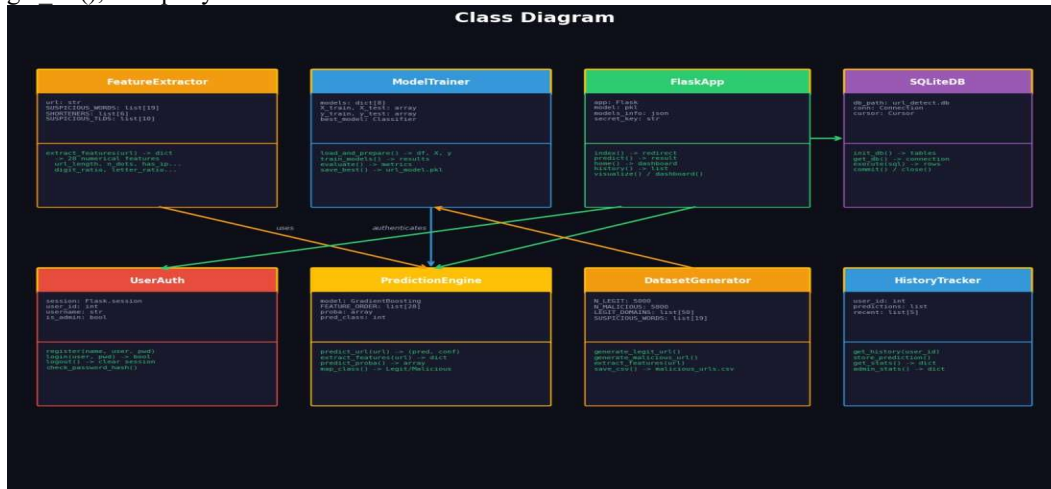 Class Diagram
FeatureExtractor
url: str
SUSPICIOUS_WORDS: list[19]
SHORTENERS: list[6]
SUSPICIOUS_TLDS: list[10]
extract_features(url) -> dict
-> 28 numerical features
url_length, n_dots, has_ip...
digit_ratio, letter_ratio...
ModelTrainer
models: dict[8]
X_train, X_test: array
y_train, y_test: array
best_model: Classifier
load_and_prepare() -> df, X, y
train_models() -> results
evaluate() -> metrics
save_best() -> url_model.pkl
FlaskApp
app: Flask
model: pkl
models_info: json
secret_key: str
index() -> redirect
predict() -> result
home() -> dashboard
history() -> list
visualize() / dashboard()
SQLiteDB
db_path: url_detect.db
conn: Connection
cursor: Cursor
init_db() -> tables
get_db() -> connection
execute(sql) -> rows
commit() / close()
uses
authenticates
UserAuth
session: Flask.session
user_id: int
username: str
is_admin: bool
register(name, user, pwd)
login(user, pwd) -> bool
logout() -> clear session
check_password_hash()
PredictionEngine
model: GradientBoosting
FEATURE_ORDER: list[28]
proba: array
pred_class: int
predict_url(url) -> (pred, conf)
extract_features(url) -> dict
predict_proba() -> array
map_class() -> Legit/Malicious
DatasetGenerator
N_LEGIT: 5000
N_MALICIOUS: 5000
LEGIT_DOMAINS: list[50]
SUSPICIOUS_WORDS: list[19]
generate_legit_url()
generate_malicious_url()
extract_features(url)
save_csv() -> malicious_urls.csv
HistoryTracker
user_id: int
predictions: list
recent: list[5]
get_history(user_id)
store_prediction()
get_stats() -> dict
admin_stats() -> dict